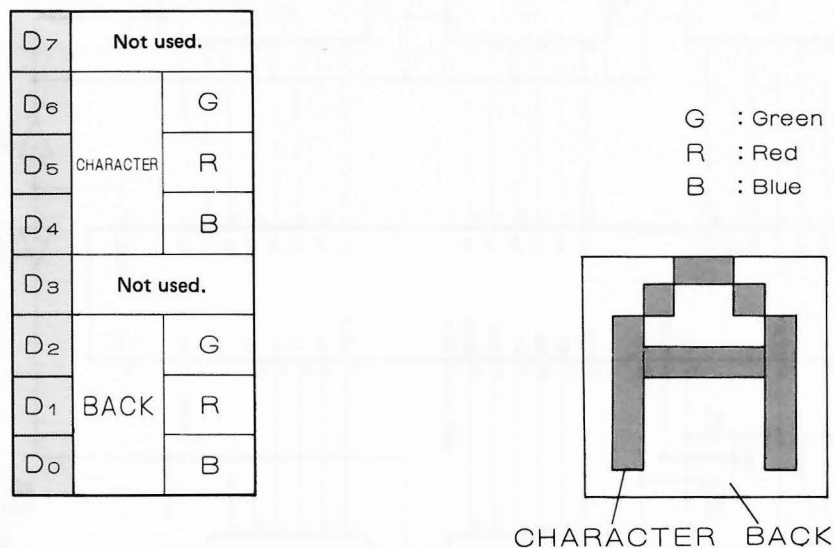 D7 Not used.
D6 G
D5 CHARACTER R
D4 B
D3 Not used.
D2 G
D1 BACK R
D0 B
G : Green
R : Red
B : Blue
CHARACTER BACK